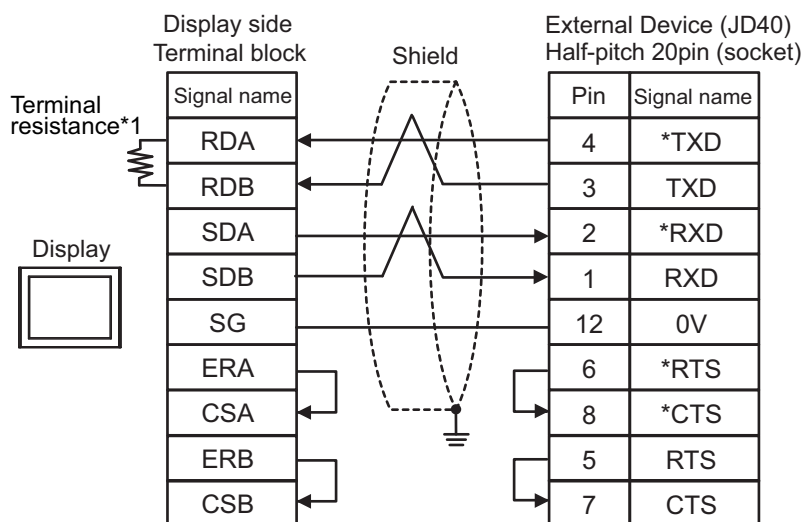 Display side
Terminal block
Shield
External Device (JD40)
Half-pitch 20pin (socket)
Terminal
resistance*1
Display
Signal name
Pin Signal name
RDA 4 *TXD
RDB 3 TXD
SDA 2 *RXD
SDB 1 RXD
SG 12 0V
ERA 6 *RTS
CSA 8 *CTS
ERB 5 RTS
CSB 7 CTS